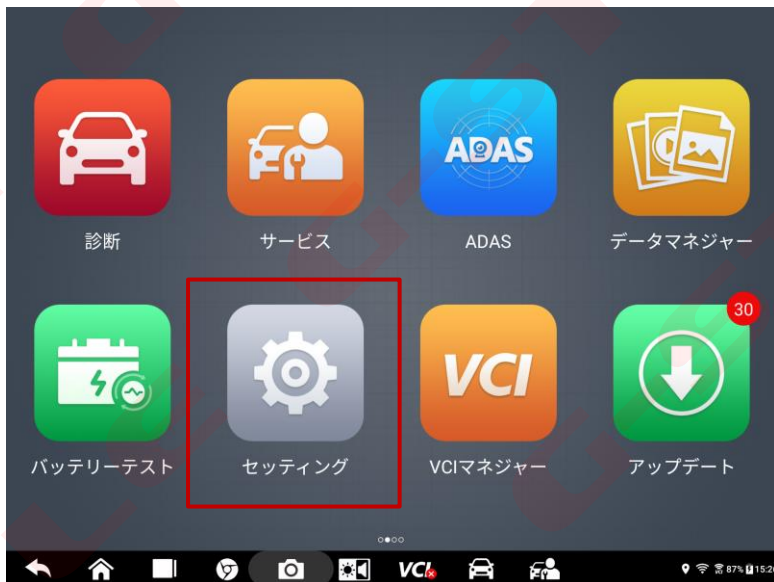 ADAS
診断
サービス
ADAS
データマネジャー
30
VCI
バッテリーテスト
セッティング
VCIマネジャー
アップデート
VCI
87%